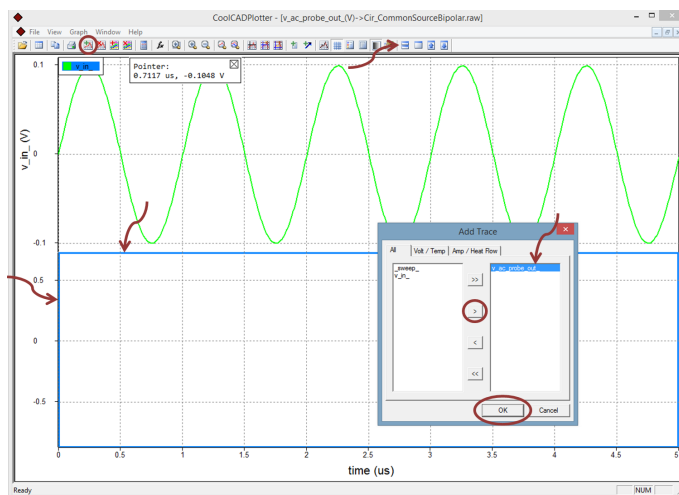 CoolCADPlotter - [v_ac_probe_out_(V)->Cir_CommonSourceBipolar.raw]
File View Graph Window Help
v_in_
Pointer:
0.7117 us, -0.1048 V
0.1
0
-0.1
v_in_ (V)
0.5
0
-0.5
Add Trace
All Volt / Temp Amp / Heat Flow
_sweep_
v_in_
v_ac_probe_out_
>>
>
<
<<
OK Cancel
0 0.5 1 1.5 2 2.5 3 3.5 4 4.5 5
time (us)
Ready NUM